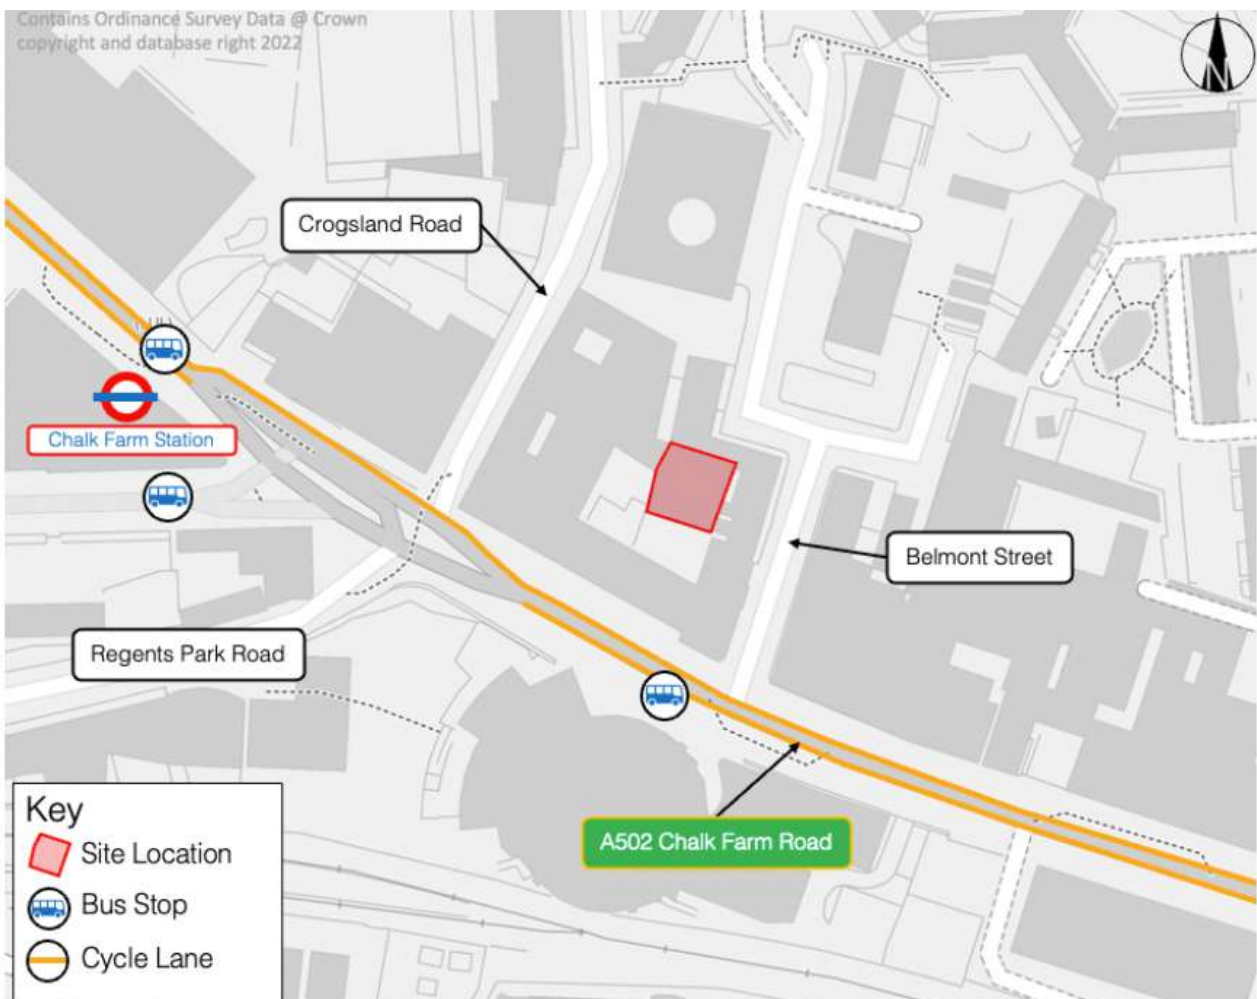 Contains Ordinance Survey Data @ Crown
copyright and database right 2022
N
Crogsland Road
Chalk Farm Station
Belmont Street
Regents Park Road
A502 Chalk Farm Road
Key
Site Location
Bus Stop
Cycle Lane